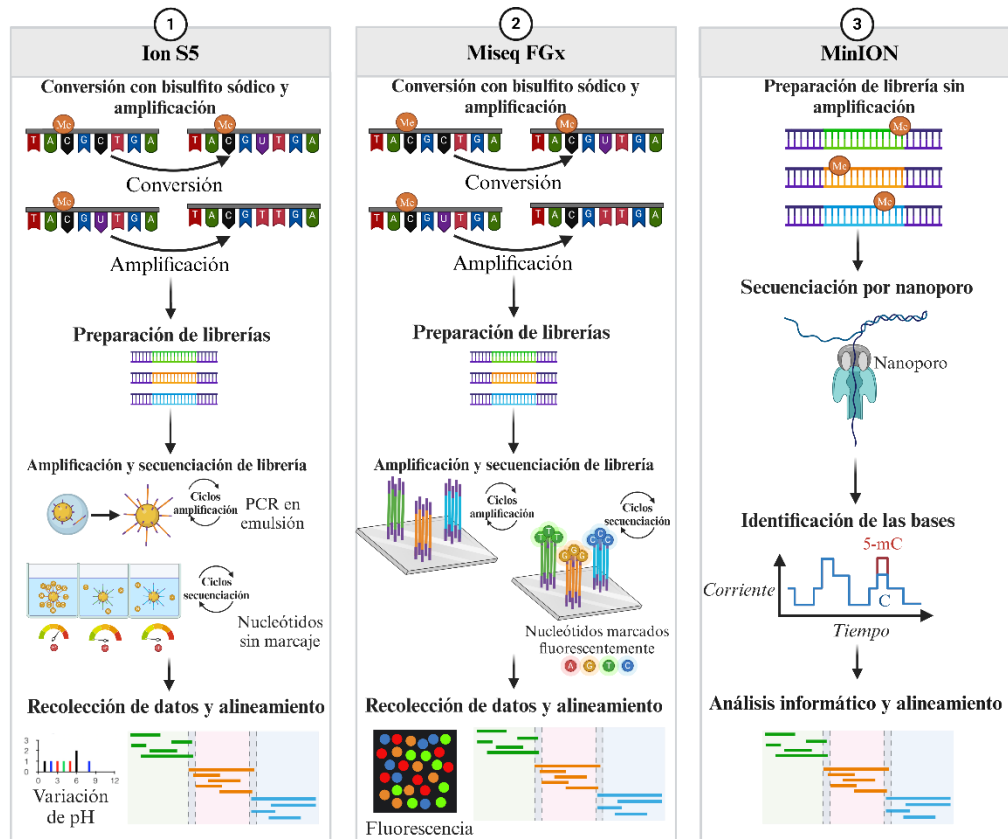 1
Ion S5
Conversión con bisulfito sódico y
amplificación
Me
Me
T A C G C T G A
T A C G U T G A
Conversión
Me
T A C G U T G A
T A C G T T G A
Amplificación
Preparación de librerías
Amplificación y secuenciación de librería
Ciclos
amplificación
PCR en
emulsión
Ciclos
secuenciación
Nucleótidos
sin marcaje
Recolección de datos y alineamiento
3
2
1
0
0 3 6 9 12
Variación
de pH
2
Miseq FGx
Conversión con bisulfito sódico y
amplificación
Me
Me
T A C G C T G A
T A C G U T G A
Conversión
Me
T A C G U T G A
T A C G T T G A
Amplificación
Preparación de librerías
Amplificación y secuenciación de librería
Ciclos
amplificación
Ciclos
secuenciación
T T T
G G G
C C C
Nucleótidos marcados
fluorescentemente
A G T C
Recolección de datos y alineamiento
Fluorescencia
3
MinION
Preparación de librería sin
amplificación
Me
Me
Me
Secuenciación por nanoporo
Nanoporo
Identificación de las bases
5-mC
Corriente
C
Tiempo
Análisis informático y alineamiento